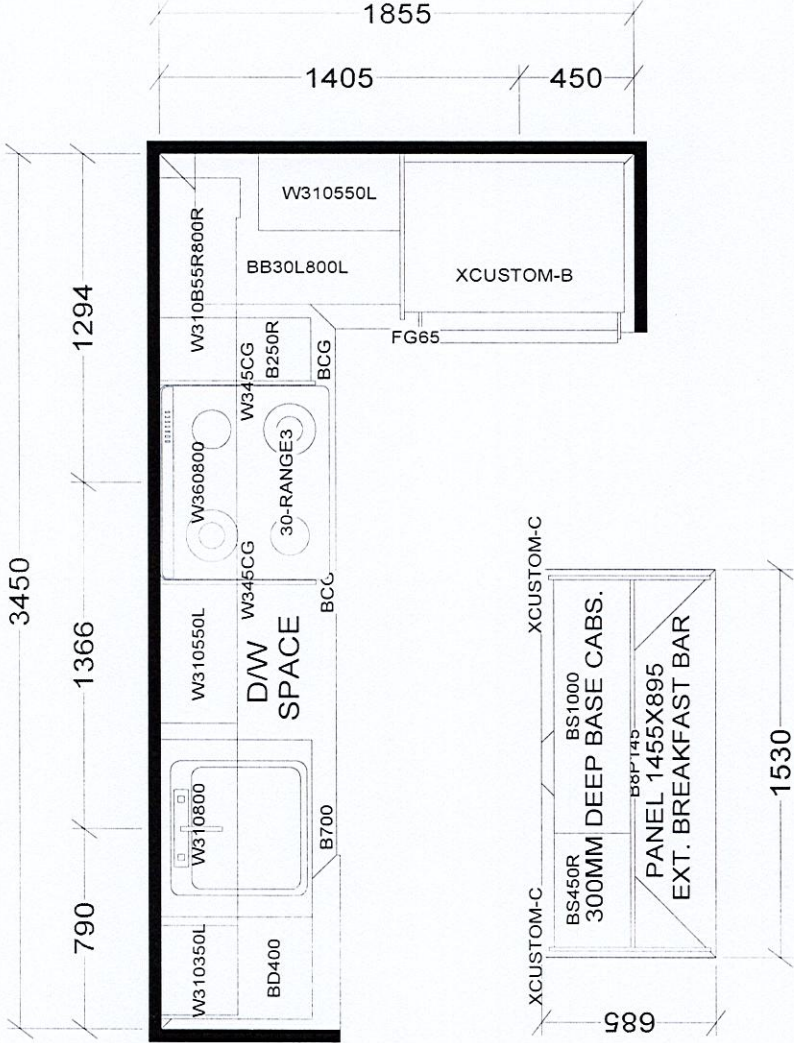 1855
1405
450
3450
1294
1366
790
W310B55R800R
W310550L
BB30L800L
XCUSTOM-B
FG65
W345CG
B250R
BCG
W360800
30-RANGE3
W345CG
W310550L
D/W
SPACE
W310800
B700
W310350L
BD400
XCUSTOM-C
XCUSTOM-C
BS450R
BS1000
300MM DEEP BASE CABS.
PANEL 1455X895
EXT. BREAKFAST BAR
1530
685